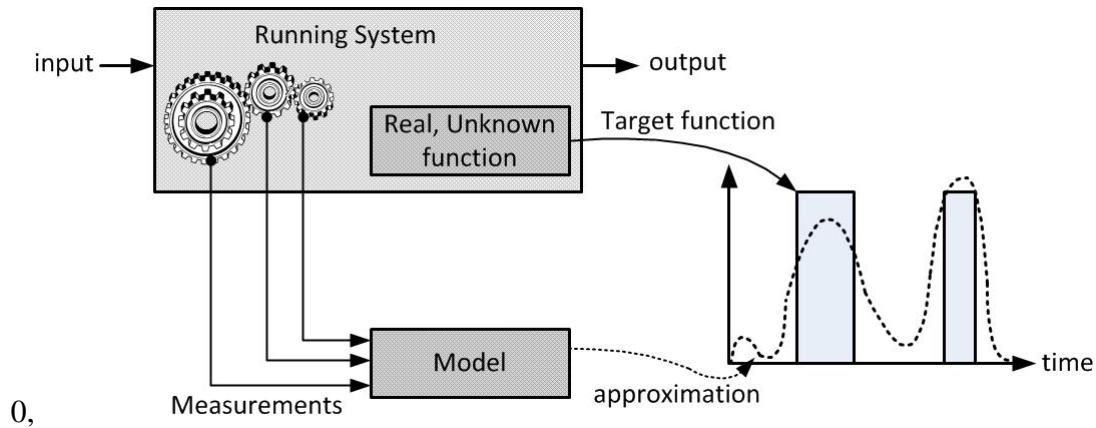 Running System
input
output
Real, Unknown
function
Target function
Model
time
approximation
Measurements
0,